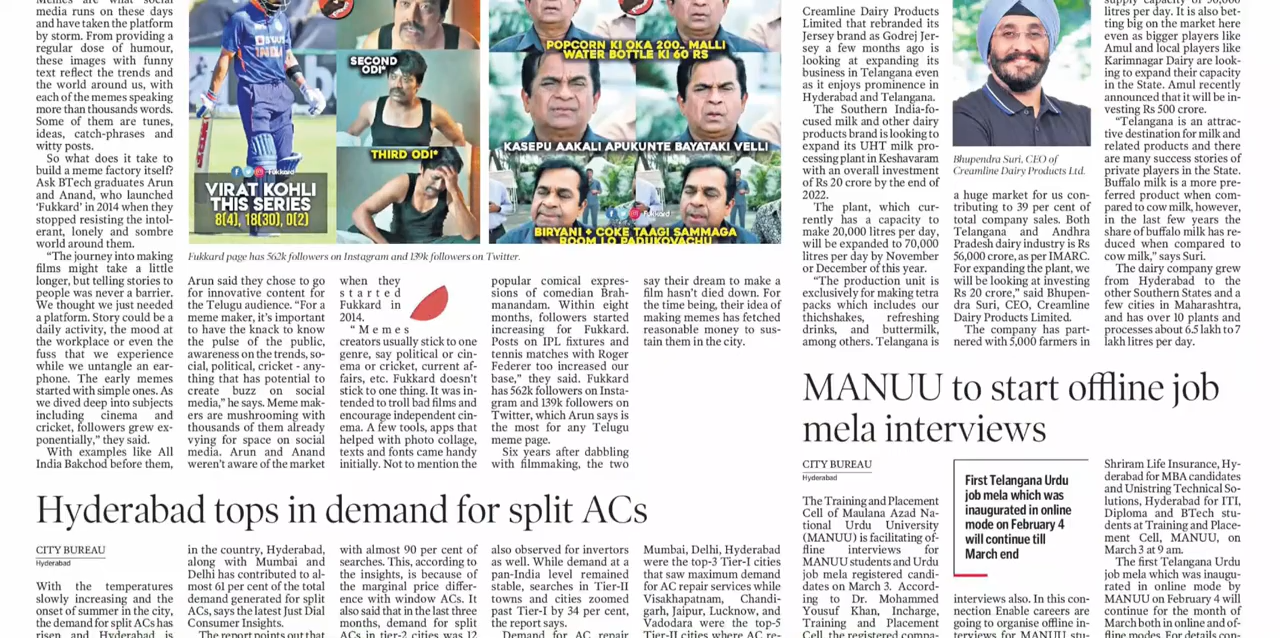 Memes are what social
media runs on these days
and have taken the platform
by storm. From providing a
regular dose of humour,
these images with funny
text reflect the trends and
the world around us, with
each of the memes speaking
more than thousands words.
Some of them are tunes,
ideas, catch-phrases and
witty posts.
So what does it take to
build a meme factory itself?
Ask BTech graduates Arun
and Anand, who launched
‘Fukkard’ in 2014 when they
stopped resisting the intol-
erant, lonely and sombre
world around them.
“The journey into making
films might take a little
longer, but telling stories to
people was never a barrier.
We thought we just needed
a platform. Story could be a
daily activity, the mood at
the workplace or even the
fuss that we experience
while we untangle an ear-
phone. The early memes
started with simple ones. As
we dived deep into subjects
including cinema and
cricket, followers grew ex-
ponentially,” they said.
With examples like All
India Bakchod before them,
Fukkard
VIRAT KOHLI
THIS SERIES
8(4), 18(30), 0(2)
SECOND
ODI*
THIRD ODI*
POPCORN KI OKA 200.. MALLI
WATER BOTTLE KI 60 RS
KASEPU AAKALI APUKUNTE BAYATAKI VELLI
Fukkard
BIRYANI + COKE TAAGI SAMMAGA
ROOM LO PADUKOVACHU
Fukkard page has 562k followers on Instagram and 139k followers on Twitter.
Arun said they chose to go
for innovative content for
the Telugu audience. “For a
meme maker, it’s important
to have the knack to know
the pulse of the public,
awareness on the trends, so-
cial, political, cricket - any-
thing that has potential to
create buzz on social
media,” he says. Meme mak-
ers are mushrooming with
thousands of them already
vying for space on social
media. Arun and Anand
weren’t aware of the market
when they
started
Fukkard in
2014.
“Memes
creators usually stick to one
genre, say political or cin-
ema or cricket, current af-
fairs, etc. Fukkard doesn’t
stick to one thing. It was in-
tended to troll bad films and
encourage independent cin-
ema. A few tools, apps that
helped with photo collage,
texts and fonts came handy
initially. Not to mention the
popular comical expres-
sions of comedian Brah-
manandam. Within eight
months, followers started
increasing for Fukkard.
Posts on IPL fixtures and
tennis matches with Roger
Federer too increased our
base,” they said. Fukkard
has 562k followers on Insta-
gram and 139k followers on
Twitter, which Arun says is
the most for any Telugu
meme page.
Six years after dabbling
with filmmaking, the two
say their dream to make a
film hasn’t died down. For
the time being, their idea of
making memes has fetched
reasonable money to sus-
tain them in the city.
Creamline Dairy Products
Limited that rebranded its
Jersey brand as Godrej Jer-
sey a few months ago is
looking at expanding its
business in Telangana even
as it enjoys prominence in
Hyderabad and Telangana.
The Southern India-fo-
cused milk and other dairy
products brand is looking to
expand its UHT milk pro-
cessing plant in Keshavaram
with an overall investment
of Rs 20 crore by the end of
2022.
The plant, which cur-
rently has a capacity to
make 20,000 litres per day,
will be expanded to 70,000
litres per day by November
or December of this year.
“The production unit is
exclusively for making tetra
packs which includes our
thichshakes, refreshing
drinks, and buttermilk,
among others. Telangana is
Bhupendra Suri, CEO of
Creamline Dairy Products Ltd.
a huge market for us con-
tributing to 39 per cent of
total company sales. Both
Telangana and Andhra
Pradesh dairy industry is Rs
56,000 crore, as per IMARC.
For expanding the plant, we
will be looking at investing
Rs 20 crore,” said Bhupen-
dra Suri, CEO, Creamline
Dairy Products Limited.
The company has part-
nered with 5,000 farmers in
supply capacity of 50,000
litres per day. It is also bet-
ting big on the market here
even as bigger players like
Amul and local players like
Karimnagar Dairy are look-
ing to expand their capacity
in the State. Amul recently
announced that it will be in-
vesting Rs 500 crore.
“Telangana is an attrac-
tive destination for milk and
related products and there
are many success stories of
private players in the State.
Buffalo milk is a more pre-
ferred product when com-
pared to cow milk, however,
in the last few years the
share of buffalo milk has re-
duced when compared to
cow milk,” says Suri.
The dairy company grew
from Hyderabad to the
other Southern States and a
few cities in Maharashtra,
and has over 10 plants and
processes about 6.5 lakh to 7
lakh litres per day.
Hyderabad tops in demand for split ACs
CITY BUREAU
Hyderabad
With the temperatures
slowly increasing and the
onset of summer in the city,
the demand for split ACs has
risen and Hyderabad is
in the country, Hyderabad,
along with Mumbai and
Delhi has contributed to al-
most 61 per cent of the total
demand generated for split
ACs, says the latest Just Dial
Consumer Insights.
The report points out that
with almost 90 per cent of
searches. This, according to
the insights, is because of
the marginal price differ-
ence with window ACs. It
also said that in the last three
months, demand for split
ACs in tier-2 cities was 12
also observed for invertors
as well. While demand at a
pan-India level remained
stable, searches in Tier-II
towns and cities zoomed
past Tier-I by 34 per cent,
the report says.
Demand for AC repair
Mumbai, Delhi, Hyderabad
were the top-3 Tier-I cities
that saw maximum demand
for AC repair services while
Visakhapatnam, Chandi-
garh, Jaipur, Lucknow, and
Vadodara were the top-5
Tier-II cities where AC re-
MANUU to start offline job
mela interviews
CITY BUREAU
Hyderabad
The Training and Placement
Cell of Maulana Azad Na-
tional Urdu University
(MANUU) is facilitating of-
fline interviews for
MANUU students and Urdu
job mela registered candi-
dates on March 3. Accord-
ing to Dr. Mohammed
Yousuf Khan, Incharge,
Training and Placement
Cell, the registered compa-
First Telangana Urdu
job mela which was
inaugurated in online
mode on February 4
will continue till
March end
interviews also. In this con-
nection Enable careers are
going to organise offline in-
terviews for MANUU stu-
Shriram Life Insurance, Hy-
derabad for MBA candidates
and Unistring Technical So-
lutions, Hyderabad for ITI,
Diploma and BTech stu-
dents at Training and Place-
ment Cell, MANUU, on
March 3 at 9 am.
The first Telangana Urdu
job mela which was inaugu-
rated in online mode by
MANUU on February 4 will
continue for the month of
March both in online and of-
fline modes. For details con-